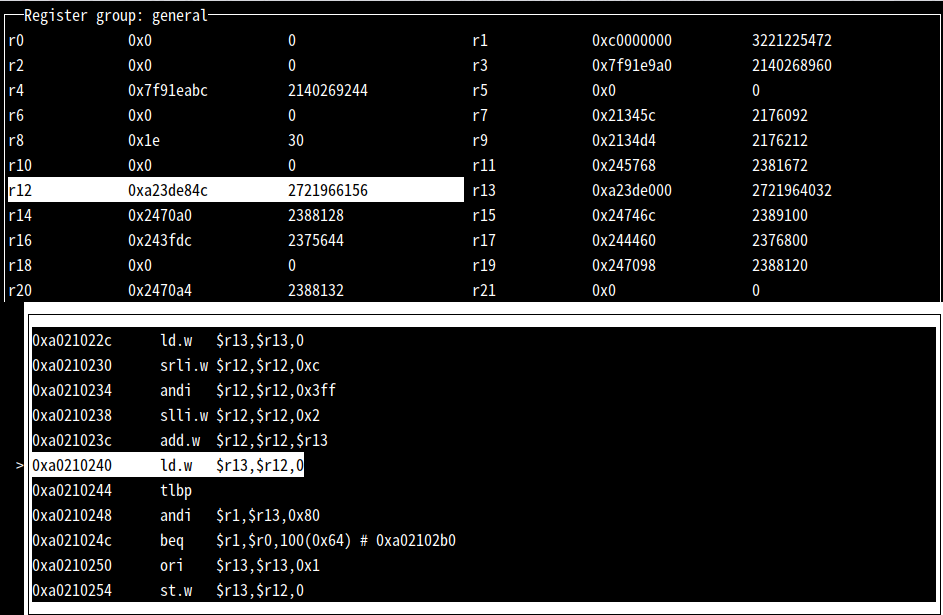 Register group: general
r0 0x0 0 r1 0xc0000000 3221225472
r2 0x0 0 r3 0x7f91e9a0 2140268960
r4 0x7f91eabc 2140269244 r5 0x0 0
r6 0x0 0 r7 0x21345c 2176092
r8 0x1e 30 r9 0x2134d4 2176212
r10 0x0 0 r11 0x245768 2381672
r12 0xa23de84c 2721966156 r13 0xa23de000 2721964032
r14 0x2470a0 2388128 r15 0x24746c 2389100
r16 0x243fdc 2375644 r17 0x244460 2376800
r18 0x0 0 r19 0x247098 2388120
r20 0x2470a4 2388132 r21 0x0 0
0xa021022c ld.w $r13,$r13,0
0xa0210230 srli.w $r12,$r12,0xc
0xa0210234 andi $r12,$r12,0x3ff
0xa0210238 slli.w $r12,$r12,0x2
0xa021023c add.w $r12,$r12,$r13
> 0xa0210240 ld.w $r13,$r12,0
0xa0210244 tlbp
0xa0210248 andi $r1,$r13,0x80
0xa021024c beq $r1,$r0,100(0x64) # 0xa02102b0
0xa0210250 ori $r13,$r13,0x1
0xa0210254 st.w $r13,$r12,0